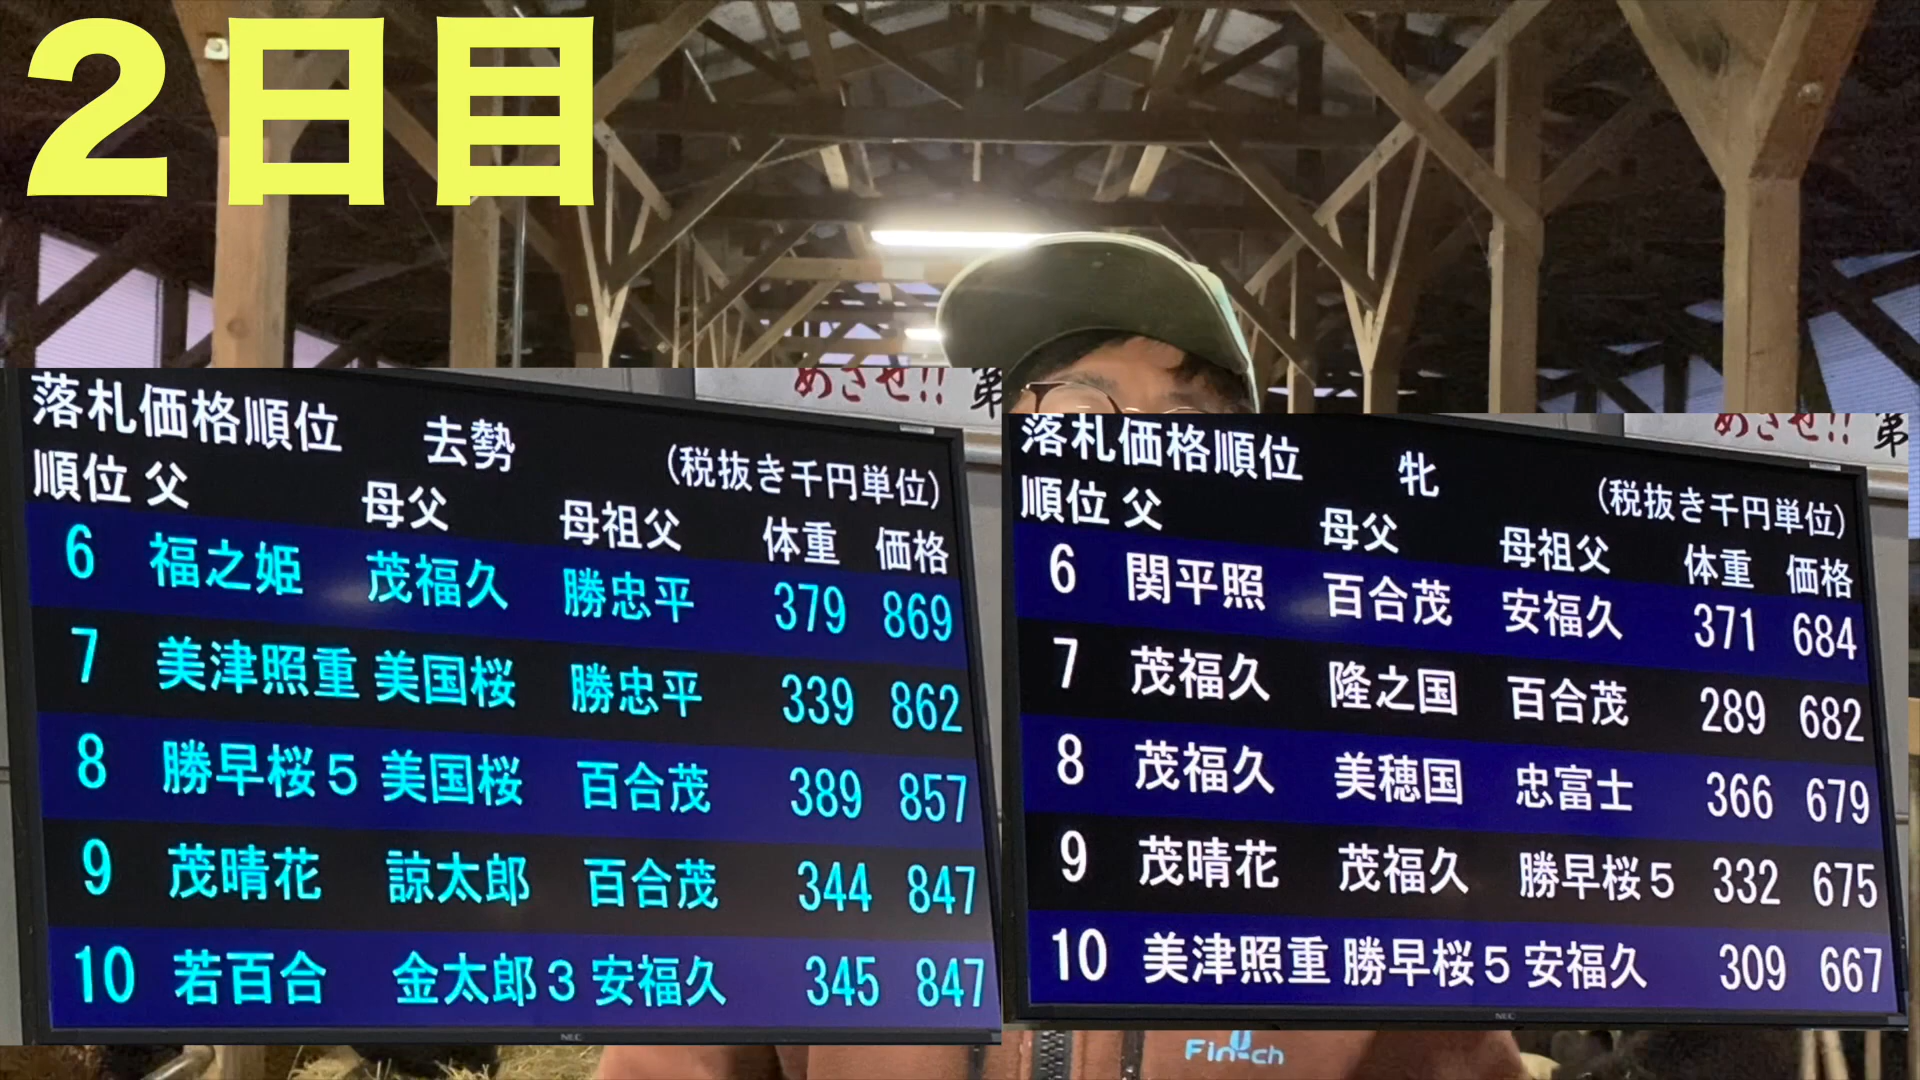 ２日目
めざせ!! 第
落札価格順位 去勢 (税抜き千円単位)
順位 父 母父 母祖父 体重 価格
6 福之姫 茂福久 勝忠平 379 869
7 美津照重 美国桜 勝忠平 339 862
8 勝早桜５ 美国桜 百合茂 389 857
9 茂晴花 諒太郎 百合茂 344 847
10 若百合 金太郎３ 安福久 345 847
NEC
めざせ!! 第
落札価格順位 牝 (税抜き千円単位)
順位 父 母父 母祖父 体重 価格
6 関平照 百合茂 安福久 371 684
7 茂福久 隆之国 百合茂 289 682
8 茂福久 美穂国 忠富士 366 679
9 茂晴花 茂福久 勝早桜５ 332 675
10 美津照重 勝早桜５ 安福久 309 667
NEC
Fin-ch